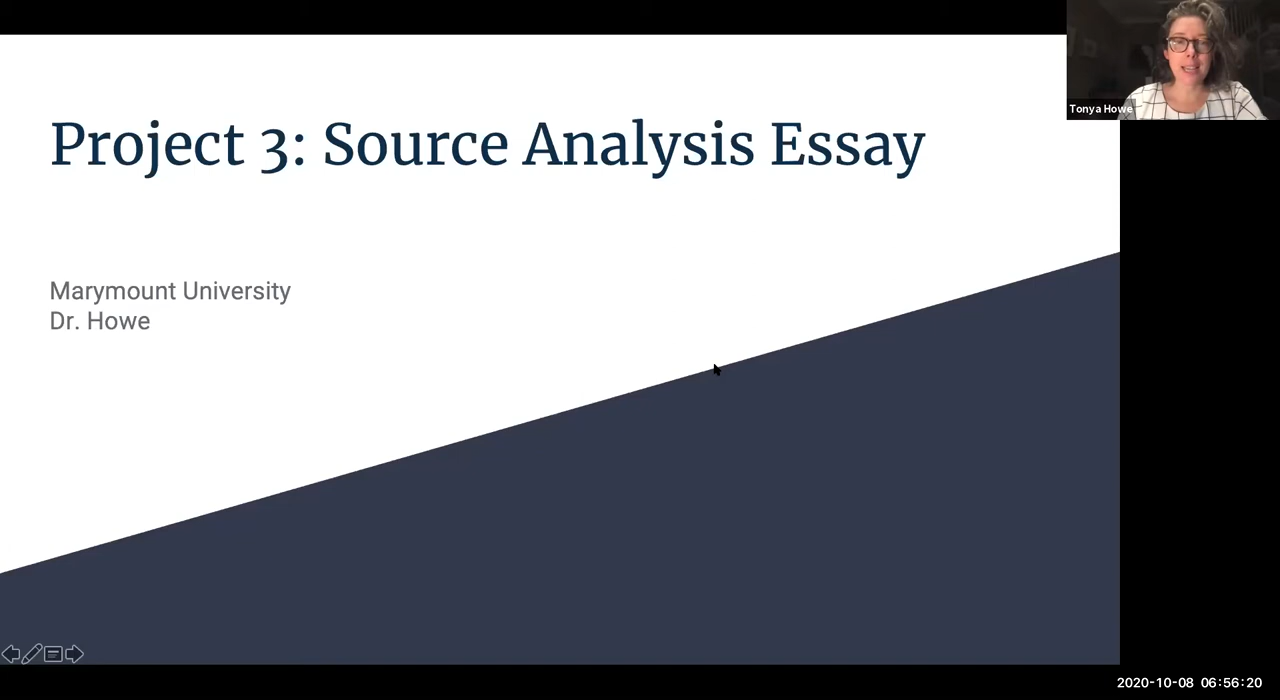 Project 3: Source Analysis Essay
Tonya Howe
Marymount University
Dr. Howe
2020-10-08 06:56:20